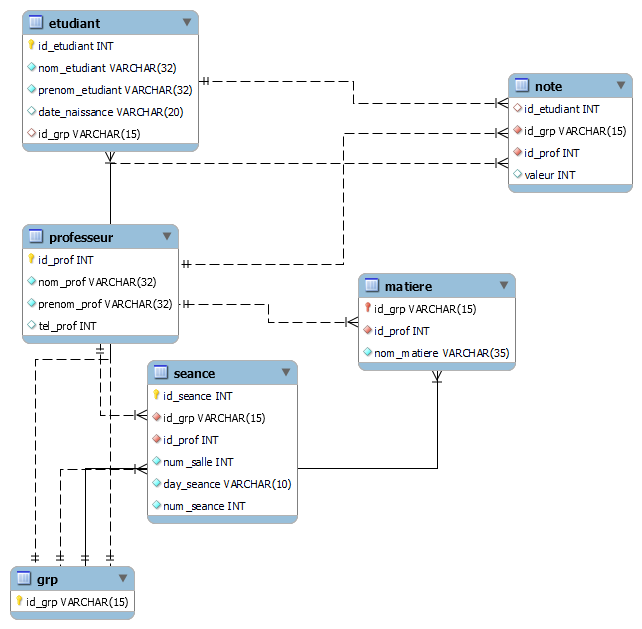 etudiant
id_etudiant INT
nom_etudiant VARCHAR(32)
prenom_etudiant VARCHAR(32)
date_naissance VARCHAR(20)
id_grp VARCHAR(15)
note
id_etudiant INT
id_grp VARCHAR(15)
id_prof INT
valeur INT
professeur
id_prof INT
nom_prof VARCHAR(32)
prenom_prof VARCHAR(32)
tel_prof INT
matiere
id_grp VARCHAR(15)
id_prof INT
nom_matiere VARCHAR(35)
seance
id_seance INT
id_grp VARCHAR(15)
id_prof INT
num_salle INT
day_seance VARCHAR(10)
num_seance INT
grp
id_grp VARCHAR(15)